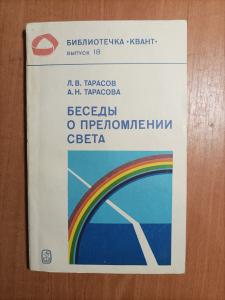 БИБЛИОТЕЧКА «КВАНТ»
выпуск 18
Л. В. ТАРАСОВ
А. Н. ТАРАСОВА
БЕСЕДЫ
О ПРЕЛОМЛЕНИИ
СВЕТА